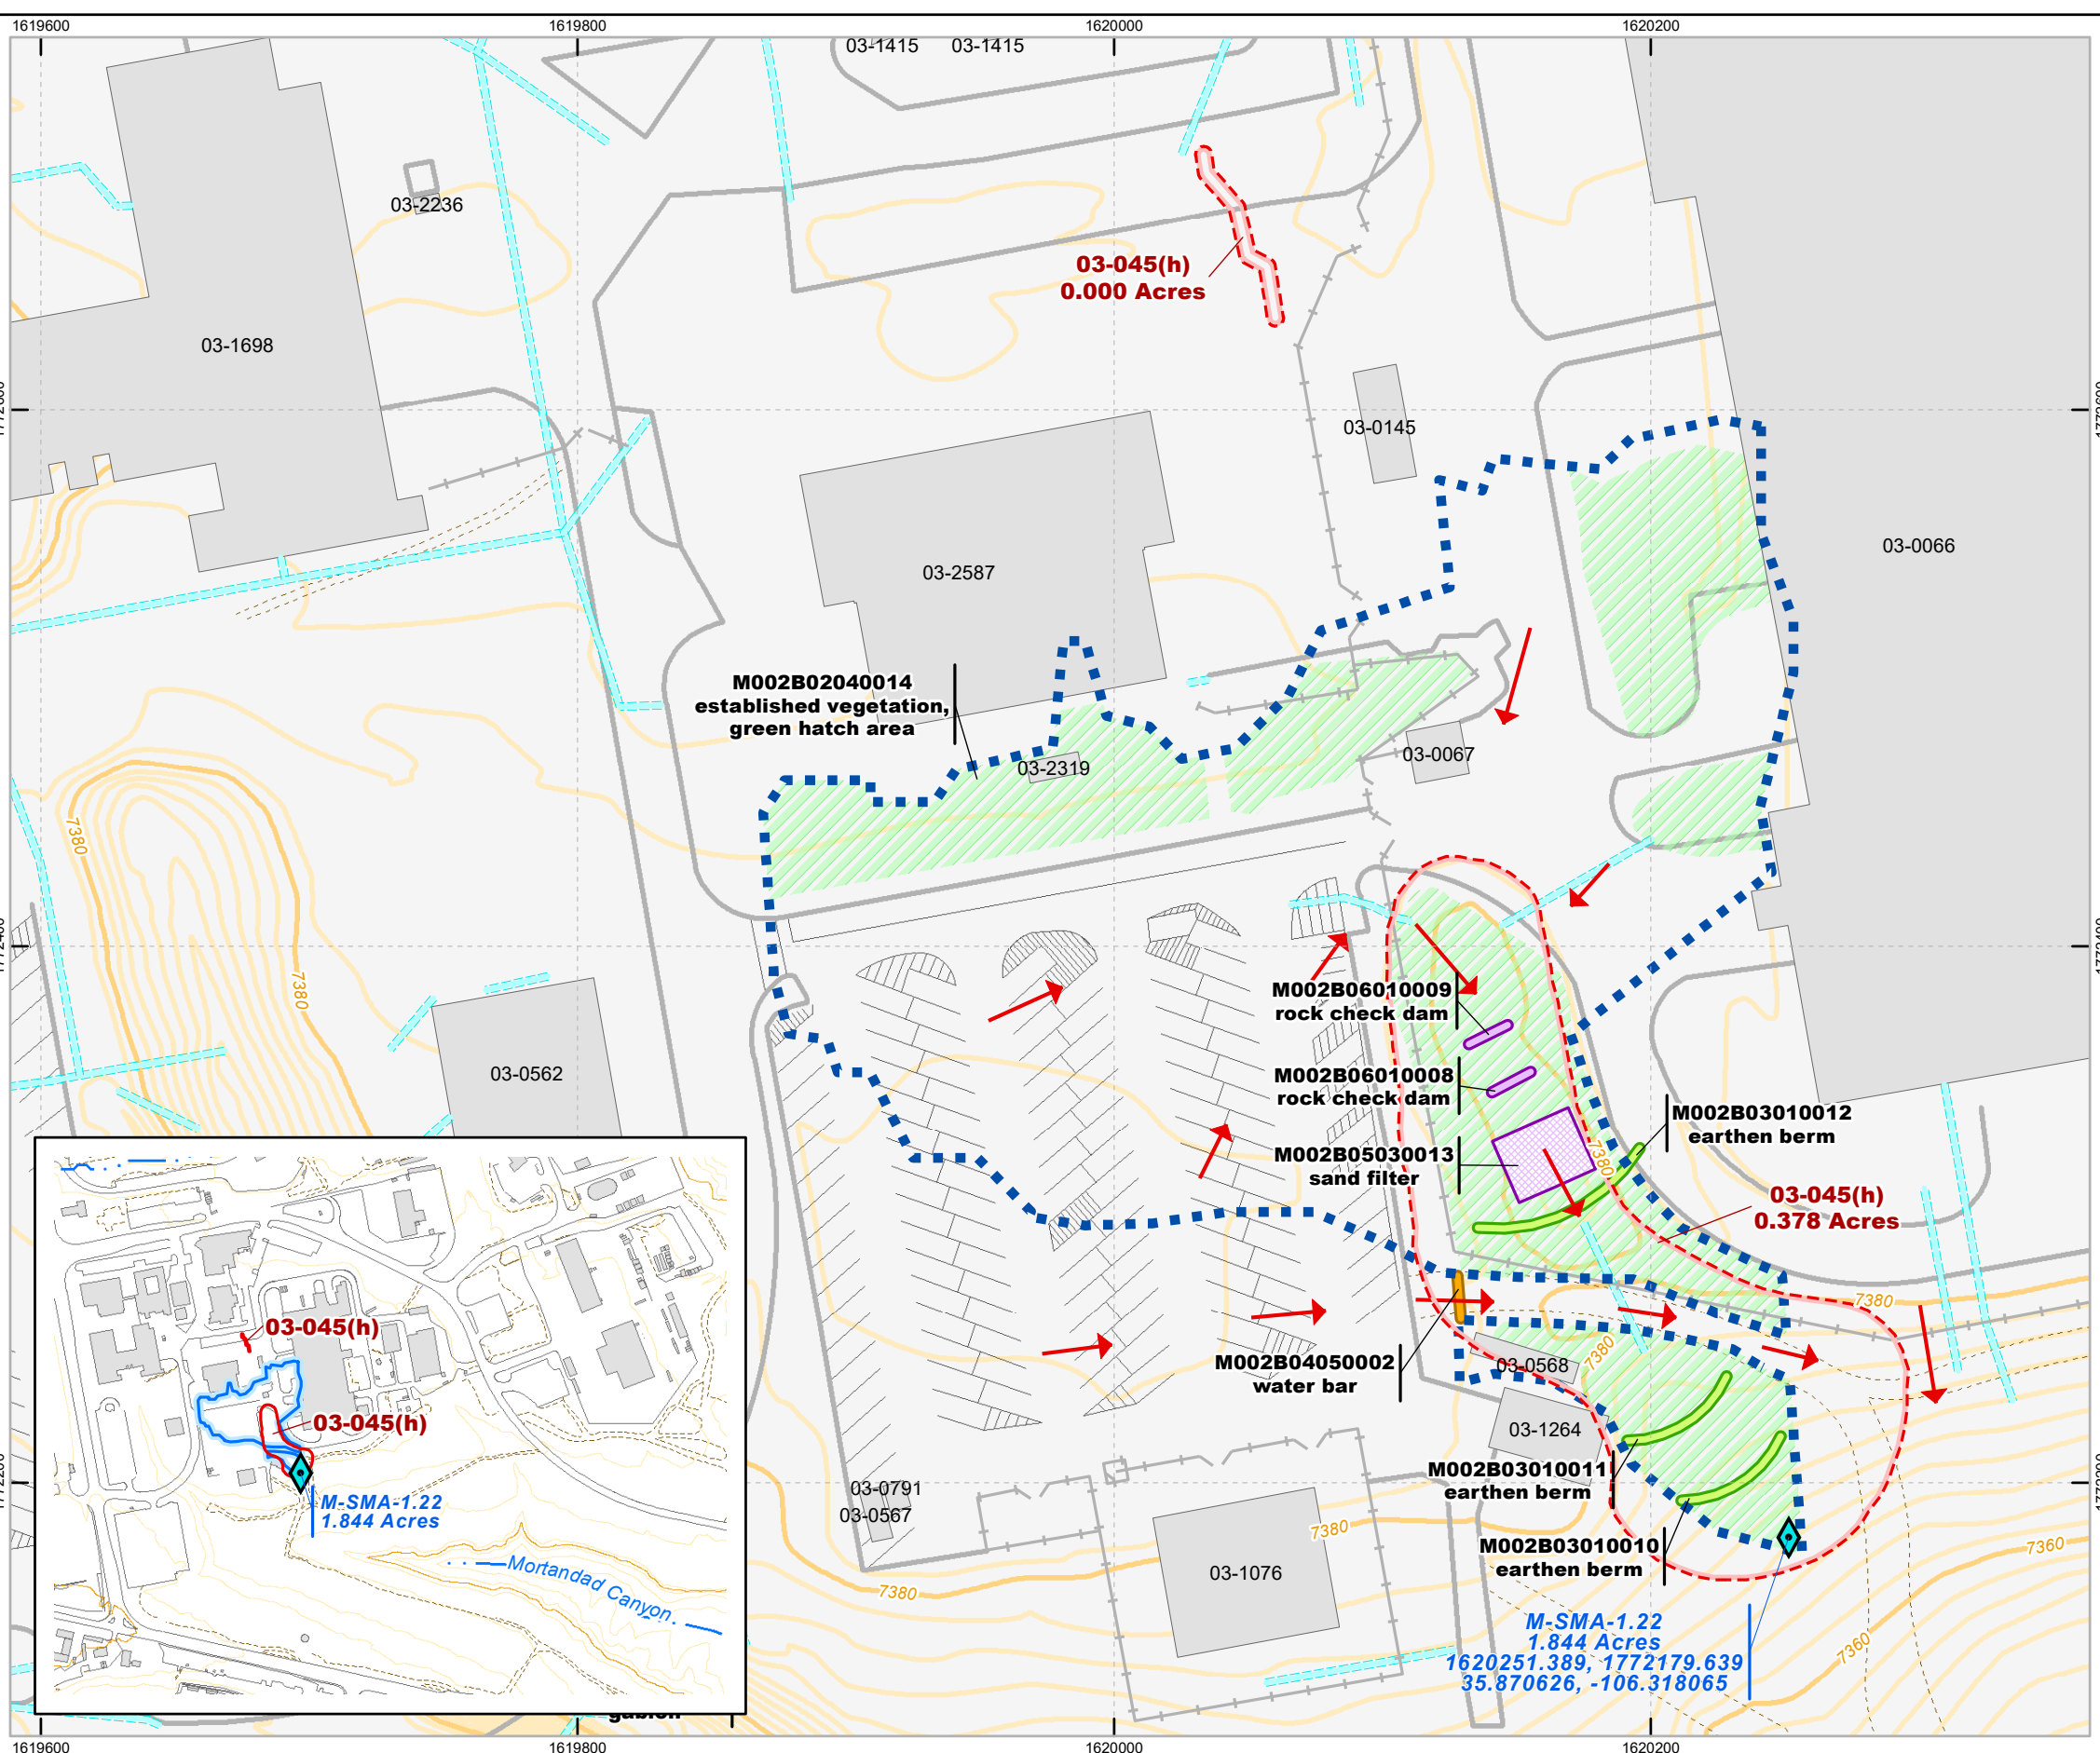 1619600
1619800
1620000
1620200
03-1415
03-1415
03-2236
03-045(h)
0.000 Acres
03-1698
1772600
1772600
03-0145
03-0066
03-2587
M002B02040014
established vegetation,
green hatch area
03-2319
03-0067
7380
7380
1772400
1772400
M002B06010009
rock check dam
03-0562
M002B06010008
rock check dam
M002B03010012
earthen berm
M002B05030013
sand filter
7380
03-045(h)
0.378 Acres
7380
7380
03-0568
M002B04050002
water bar
03-1264
M002B03010011
earthen berm
03-0791
03-0567
7380
7380
03-1076
M002B03010010
earthen berm
7360
7360
M-SMA-1.22
1.844 Acres
1620251.389, 1772179.639
35.870626, -106.318065
03-045(h)
03-045(h)
M-SMA-1.22
1.844 Acres
Mortandad Canyon
gabion
1619600
1619800
1620000
1620200